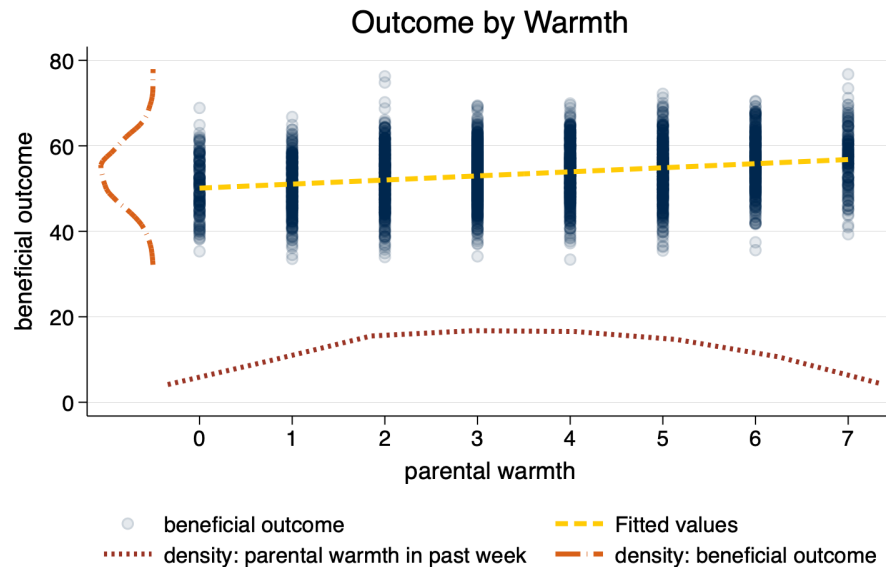 Outcome by Warmth
beneficial outcome
80
60
40
20
0
0 1 2 3 4 5 6 7
parental warmth
beneficial outcome Fitted values
density: parental warmth in past week density: beneficial outcome